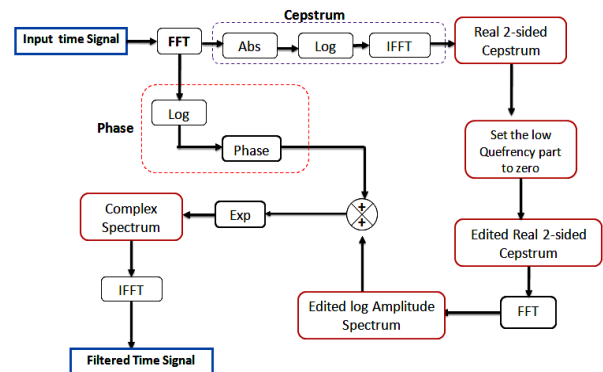 Cepstrum
Input time Signal
FFT
Abs
Log
IFFT
Real 2-sided
Cepstrum
Phase
Log
Phase
Set the low
Quefrency part
to zero
Complex
Spectrum
Exp
+
+
Edited Real 2-sided
Cepstrum
IFFT
Edited log Amplitude
Spectrum
FFT
Filtered Time Signal